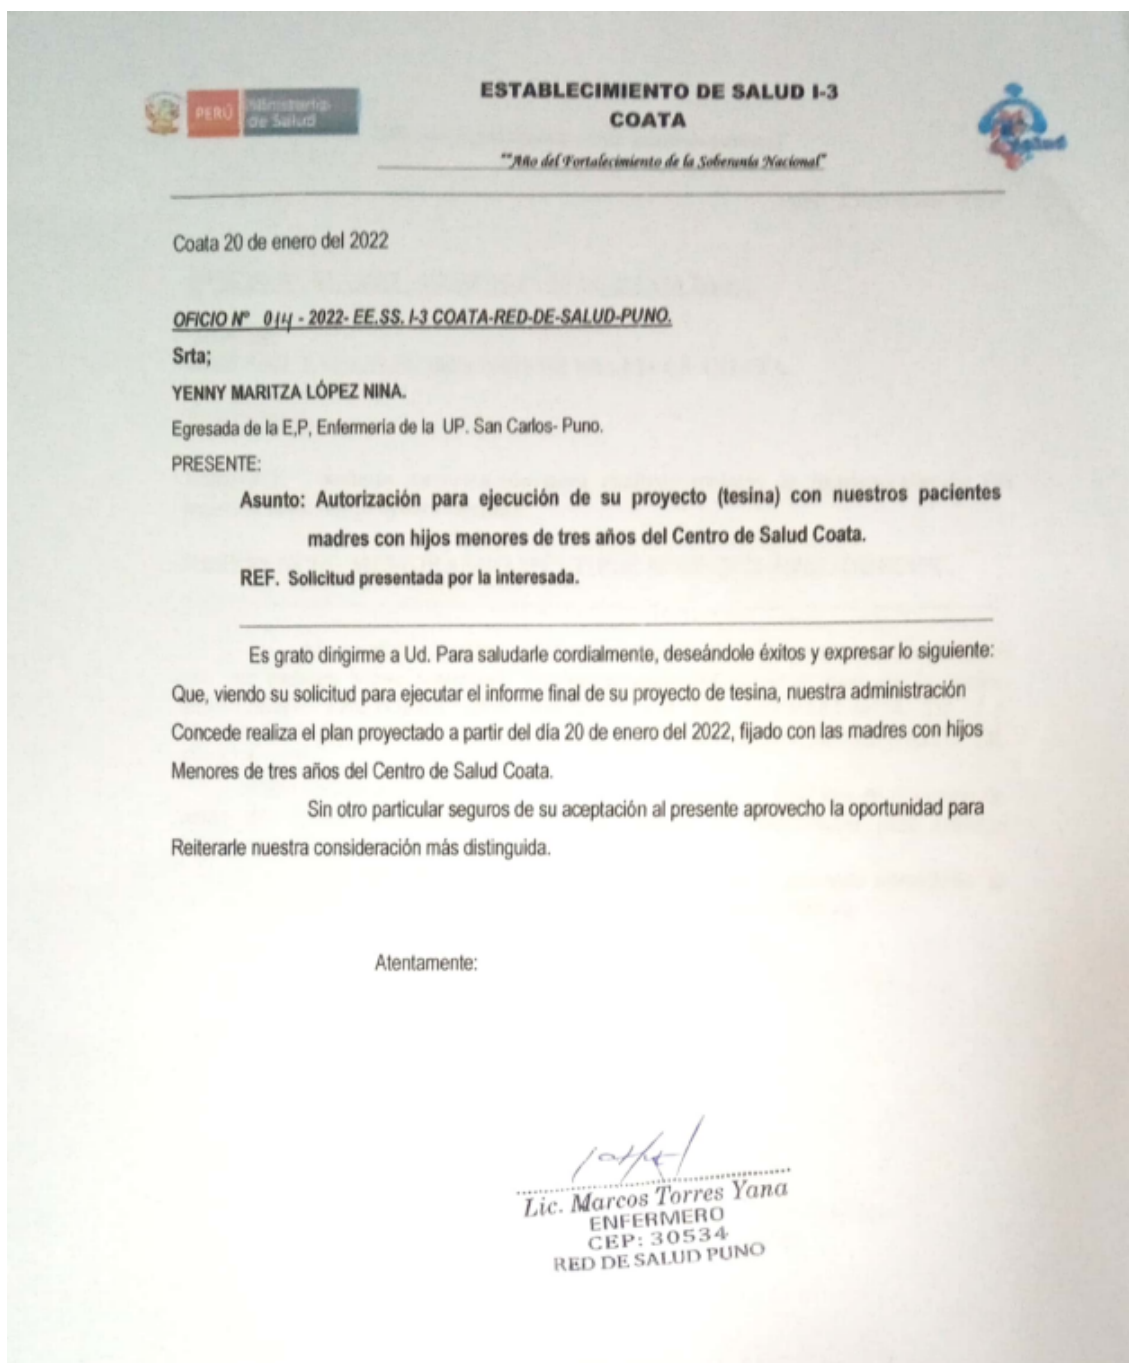 PERÚ
Ministerio
de Salud
ESTABLECIMIENTO DE SALUD I-3
COATA
""Año del Fortalecimiento de la Soberanía Nacional"
salud
Coata 20 de enero del 2022
OFICIO Nº 014 - 2022- EE.SS. I-3 COATA-RED-DE-SALUD-PUNO.
Srta;
YENNY MARITZA LÓPEZ NINA.
Egresada de la E,P, Enfermería de la UP. San Carlos- Puno.
PRESENTE:
Asunto: Autorización para ejecución de su proyecto (tesina) con nuestros pacientes
madres con hijos menores de tres años del Centro de Salud Coata.
REF. Solicitud presentada por la interesada.
Es grato dirigirme a Ud. Para saludarle cordialmente, deseándole éxitos y expresar lo siguiente:
Que, viendo su solicitud para ejecutar el informe final de su proyecto de tesina, nuestra administración
Concede realiza el plan proyectado a partir del día 20 de enero del 2022, fijado con las madres con hijos
Menores de tres años del Centro de Salud Coata.
Sin otro particular seguros de su aceptación al presente aprovecho la oportunidad para
Reiterarle nuestra consideración más distinguida.
Atentamente:
Lic. Marcos Torres Yana
ENFERMERO
CEP: 30534
RED DE SALUD PUNO